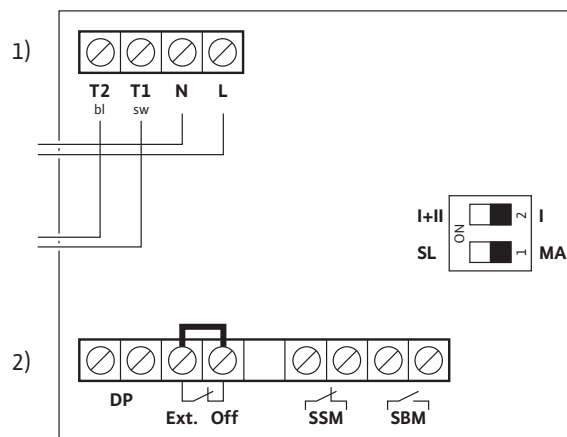 1)
T2 T1 N L
bl sw
I+II ON 2 I
SL 1 MA
2)
DP
Ext. Off SSM SBM